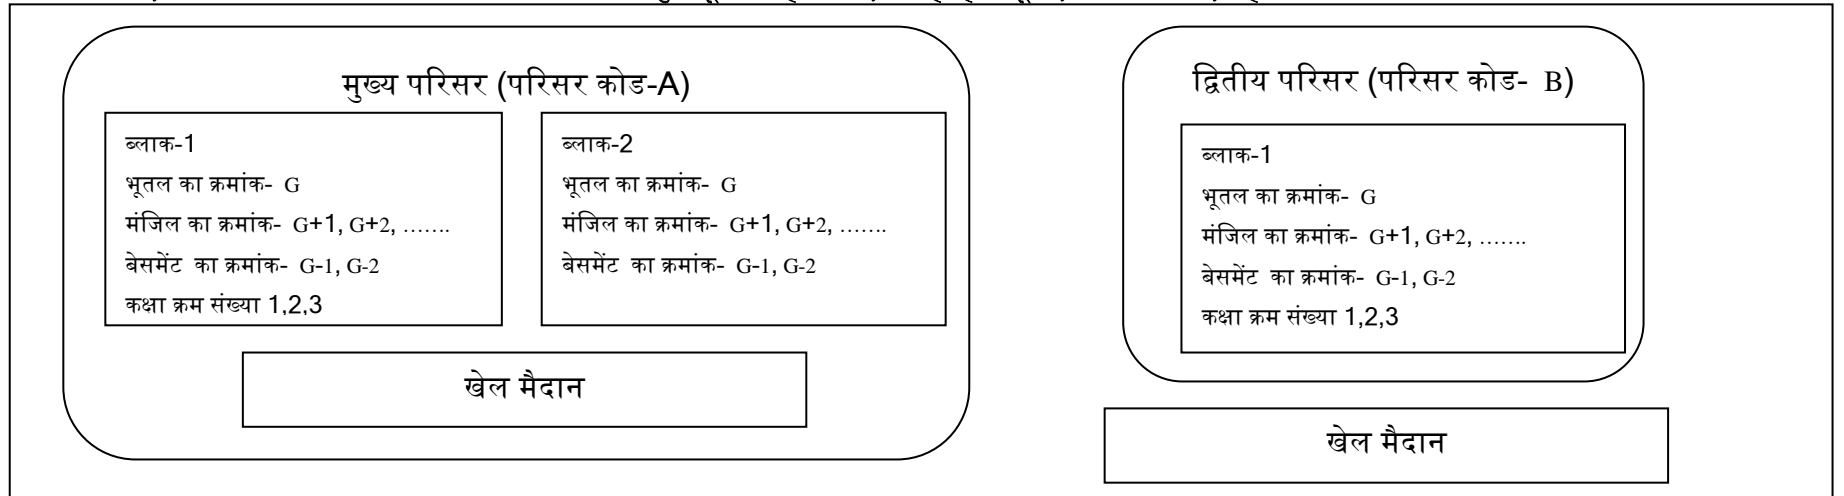 मुख्य परिसर (परिसर कोड-A)
ब्लाक-1
भूतल का क्रमांक- G
मंजिल का क्रमांक- G+1, G+2, …….
बेसमेंट का क्रमांक- G-1, G-2
कक्षा क्रम संख्या 1,2,3
ब्लाक-2
भूतल का क्रमांक- G
मंजिल का क्रमांक- G+1, G+2, …….
बेसमेंट का क्रमांक- G-1, G-2
खेल मैदान
द्वितीय परिसर (परिसर कोड- B)
ब्लाक-1
भूतल का क्रमांक- G
मंजिल का क्रमांक- G+1, G+2, …….
बेसमेंट का क्रमांक- G-1, G-2
कक्षा क्रम संख्या 1,2,3
खेल मैदान